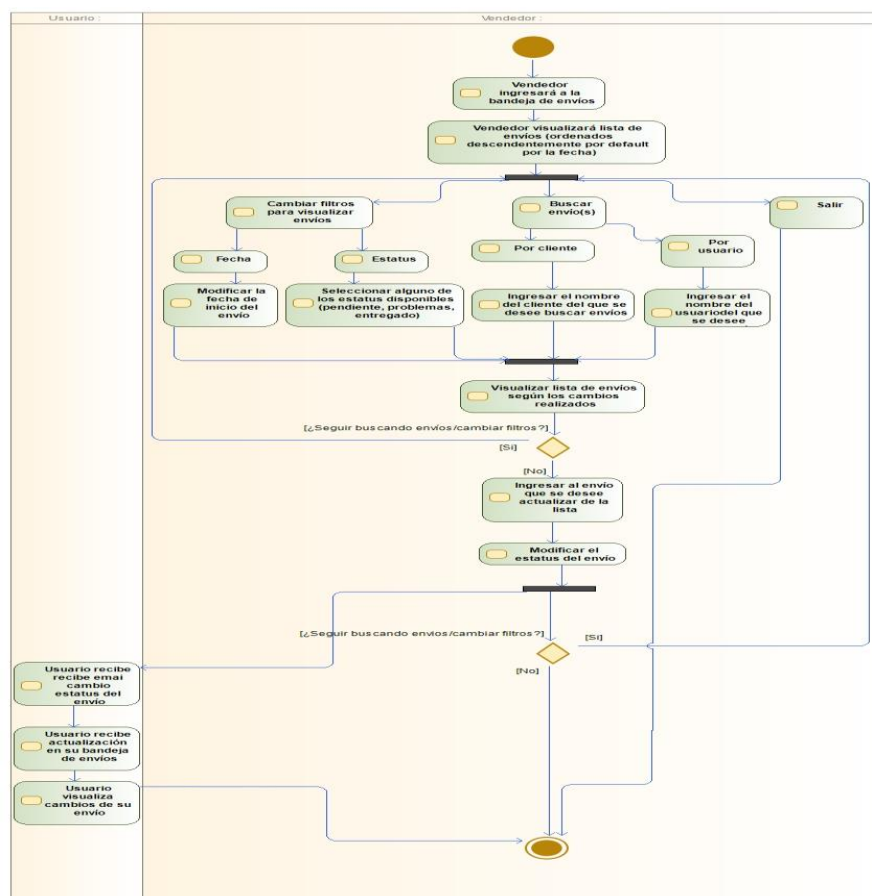 Usuario :
Vendedor :
Vendedor
ingresará a la
bandeja de envíos
Vendedor visualizará lista de
envíos (ordenados
descendentemente por default
por la fecha)
Cambiar filtros
para visualizar
envíos
Buscar
envío(s)
Salir
Fecha
Estatus
Por cliente
Por
usuario
Modificar la
fecha de
inicio del
envío
Seleccionar alguno de
los estatus disponibles
(pendiente, problemas,
entregado)
Ingresar el nombre
del cliente del que se
desee buscar envíos
Ingresar el
nombre del
usuariodel que
se desee
Visualizar lista de envíos
según los cambios
realizados
[¿Seguir buscando envíos/cambiar filtros?]
[Si]
[No]
Ingresar al envío
que se desee
actualizar de la
lista
Modificar el
estatus del envío
[¿Seguir buscando envios/cambiar filtros?]
[Si]
[No]
Usuario recibe
recibe emai
cambio
estatus del
envío
Usuario recibe
actualización
en su bandeja
de envíos
Usuario
visualiza
cambios de su
envío